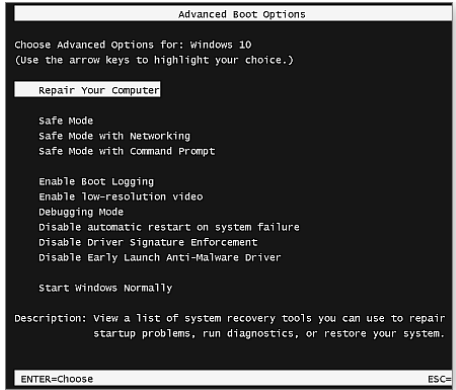 Advanced Boot Options
Choose Advanced Options for: Windows 10
(Use the arrow keys to highlight your choice.)
Repair Your Computer
Safe Mode
Safe Mode with Networking
Safe Mode with Command Prompt
Enable Boot Logging
Enable low-resolution video
Debugging Mode
Disable automatic restart on system failure
Disable Driver Signature Enforcement
Disable Early Launch Anti-Malware Driver
Start Windows Normally
Description: View a list of system recovery tools you can use to repair
startup problems, run diagnostics, or restore your system.
ENTER=Choose ESC=